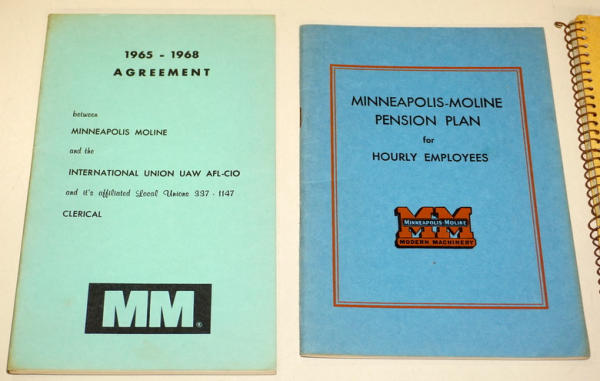 1965 - 1968
AGREEMENT
between
MINNEAPOLIS MOLINE
and the
INTERNATIONAL UNION UAW AFL-CIO
and it's affiliated Local Unions 337 - 1147
CLERICAL
MM®
MINNEAPOLIS-MOLINE
PENSION PLAN
for
HOURLY EMPLOYEES
MM
MINNEAPOLIS-MOLINE
MODERN MACHINERY